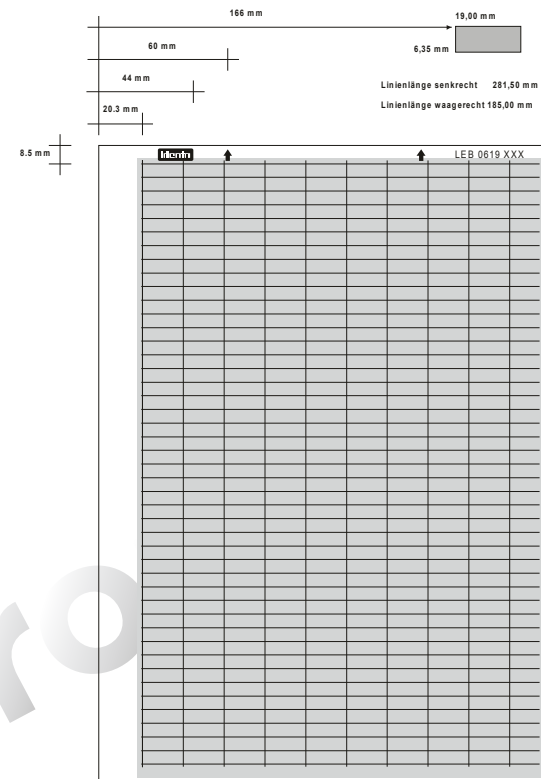 166 mm
19,00 mm
60 mm
6,35 mm
44 mm
Linienlänge senkrecht 281,50 mm
20.3 mm
Linienlänge waagerecht 185,00 mm
8.5 mm
LEB 0619 XXX
ro